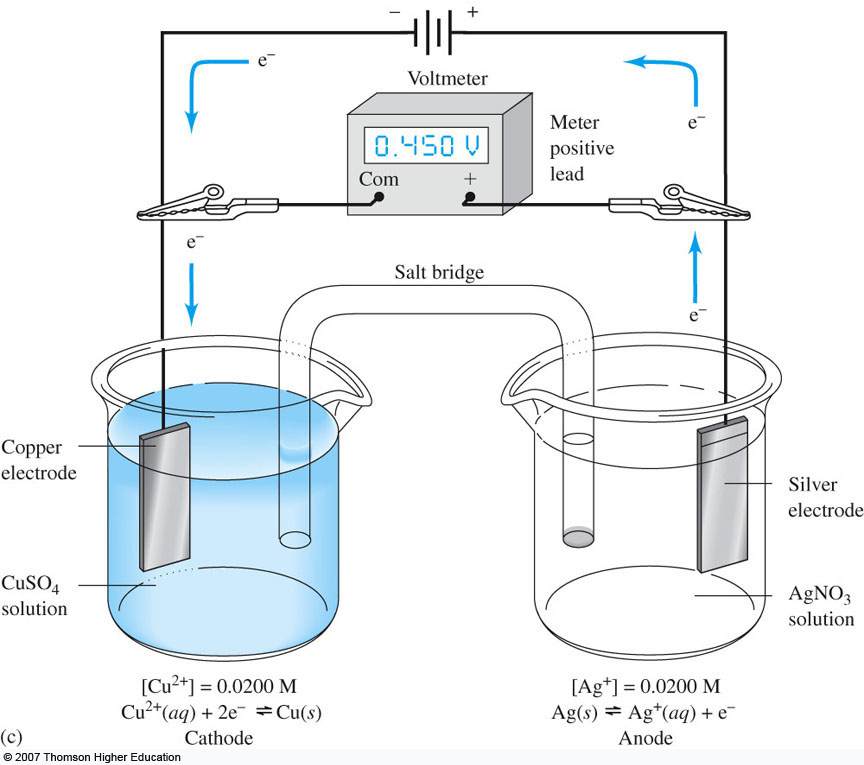 − +
e⁻
Voltmeter
e⁻
Meter
positive
lead
0.450 V
Com +
e⁻
Salt bridge
e⁻
Copper
electrode
Silver
electrode
CuSO₄
solution
AgNO₃
solution
[Cu²⁺] = 0.0200 M
Cu²⁺(aq) + 2e⁻ ⇌ Cu(s)
Cathode
[Ag⁺] = 0.0200 M
Ag(s) ⇌ Ag⁺(aq) + e⁻
Anode
(c)
© 2007 Thomson Higher Education